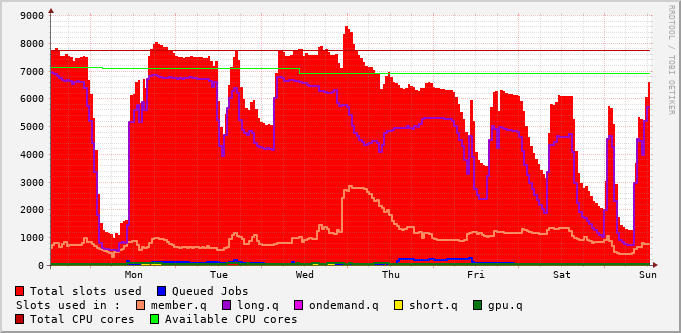 RRDTOOL / TOBI OETIKER
9000
8000
7000
6000
5000
4000
3000
2000
1000
0
Mon Tue Wed Thu Fri Sat Sun
Total slots used Queued Jobs
Slots used in : member.q long.q ondemand.q short.q gpu.q
Total CPU cores Available CPU cores